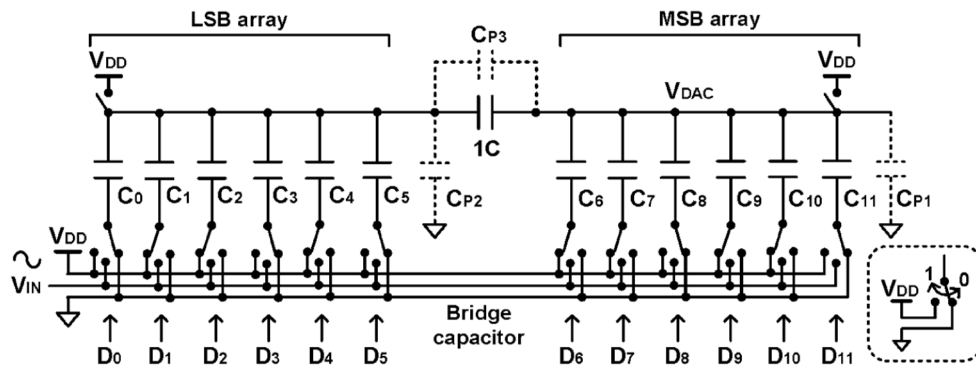 LSB array
MSB array
CP3
VDD
VDD
VDAC
1C
C0 C1 C2 C3 C4 C5 CP2 C6 C7 C8 C9 C10 C11 CP1
VDD
VIN
1 0
VDD
Bridge
capacitor
D0 D1 D2 D3 D4 D5 D6 D7 D8 D9 D10 D11